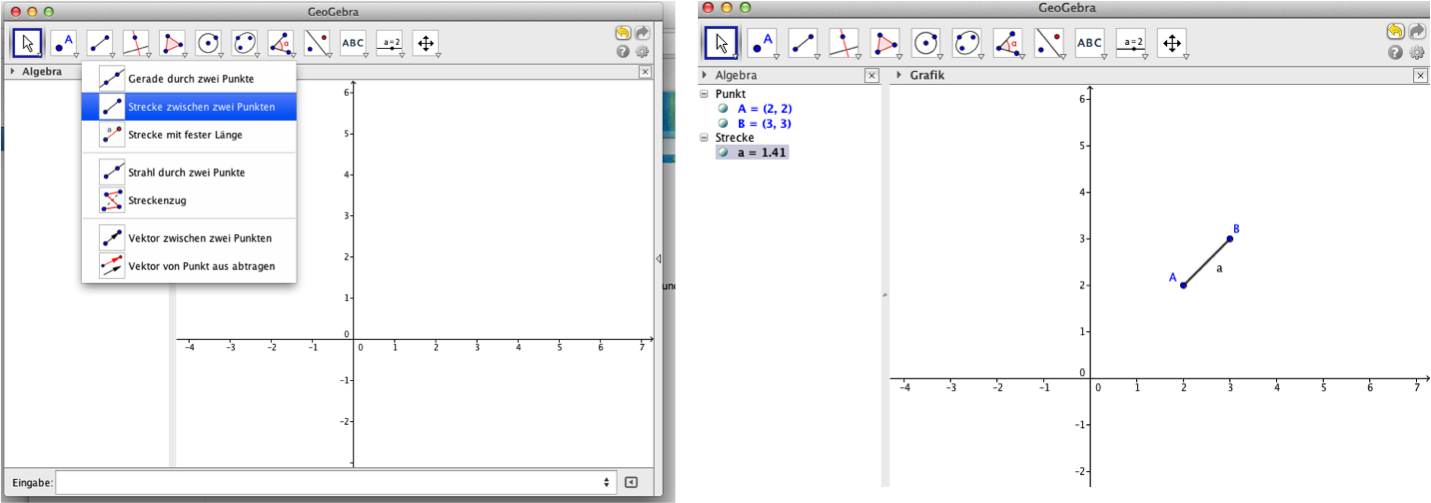 GeoGebra
A
α
ABC
a=2
?
Algebra
Gerade durch zwei Punkte
Strecke zwischen zwei Punkten
a
Strecke mit fester Länge
Strahl durch zwei Punkte
Streckenzug
Vektor zwischen zwei Punkten
Vektor von Punkt aus abtragen
6
5
4
3
2
1
0
-4 -3 -2 -1 0 1 2 3 4 5 6 7
-1
-2
Eingabe:
GeoGebra
A
α
ABC
a=2
?
Algebra
Punkt
A = (2, 2)
B = (3, 3)
Strecke
a = 1.41
Grafik
6
5
4
B
3
a
A
2
1
0
-4 -3 -2 -1 0 1 2 3 4 5 6 7
-1
-2